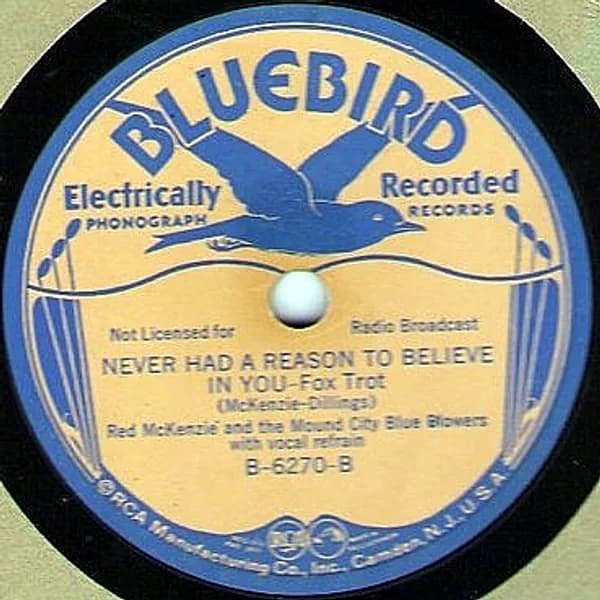 BLUEBIRD
Electrically Recorded
PHONOGRAPH RECORDS
Not Licensed for Radio Broadcast
NEVER HAD A REASON TO BELIEVE
IN YOU-Fox Trot
(McKenzie-Dillings)
Red McKenzie and the Mound City Blue Blowers
with vocal refrain
B-6270-B
©RCA Manufacturing Co., Inc., Camden, N.J., U.S.A.
RCA